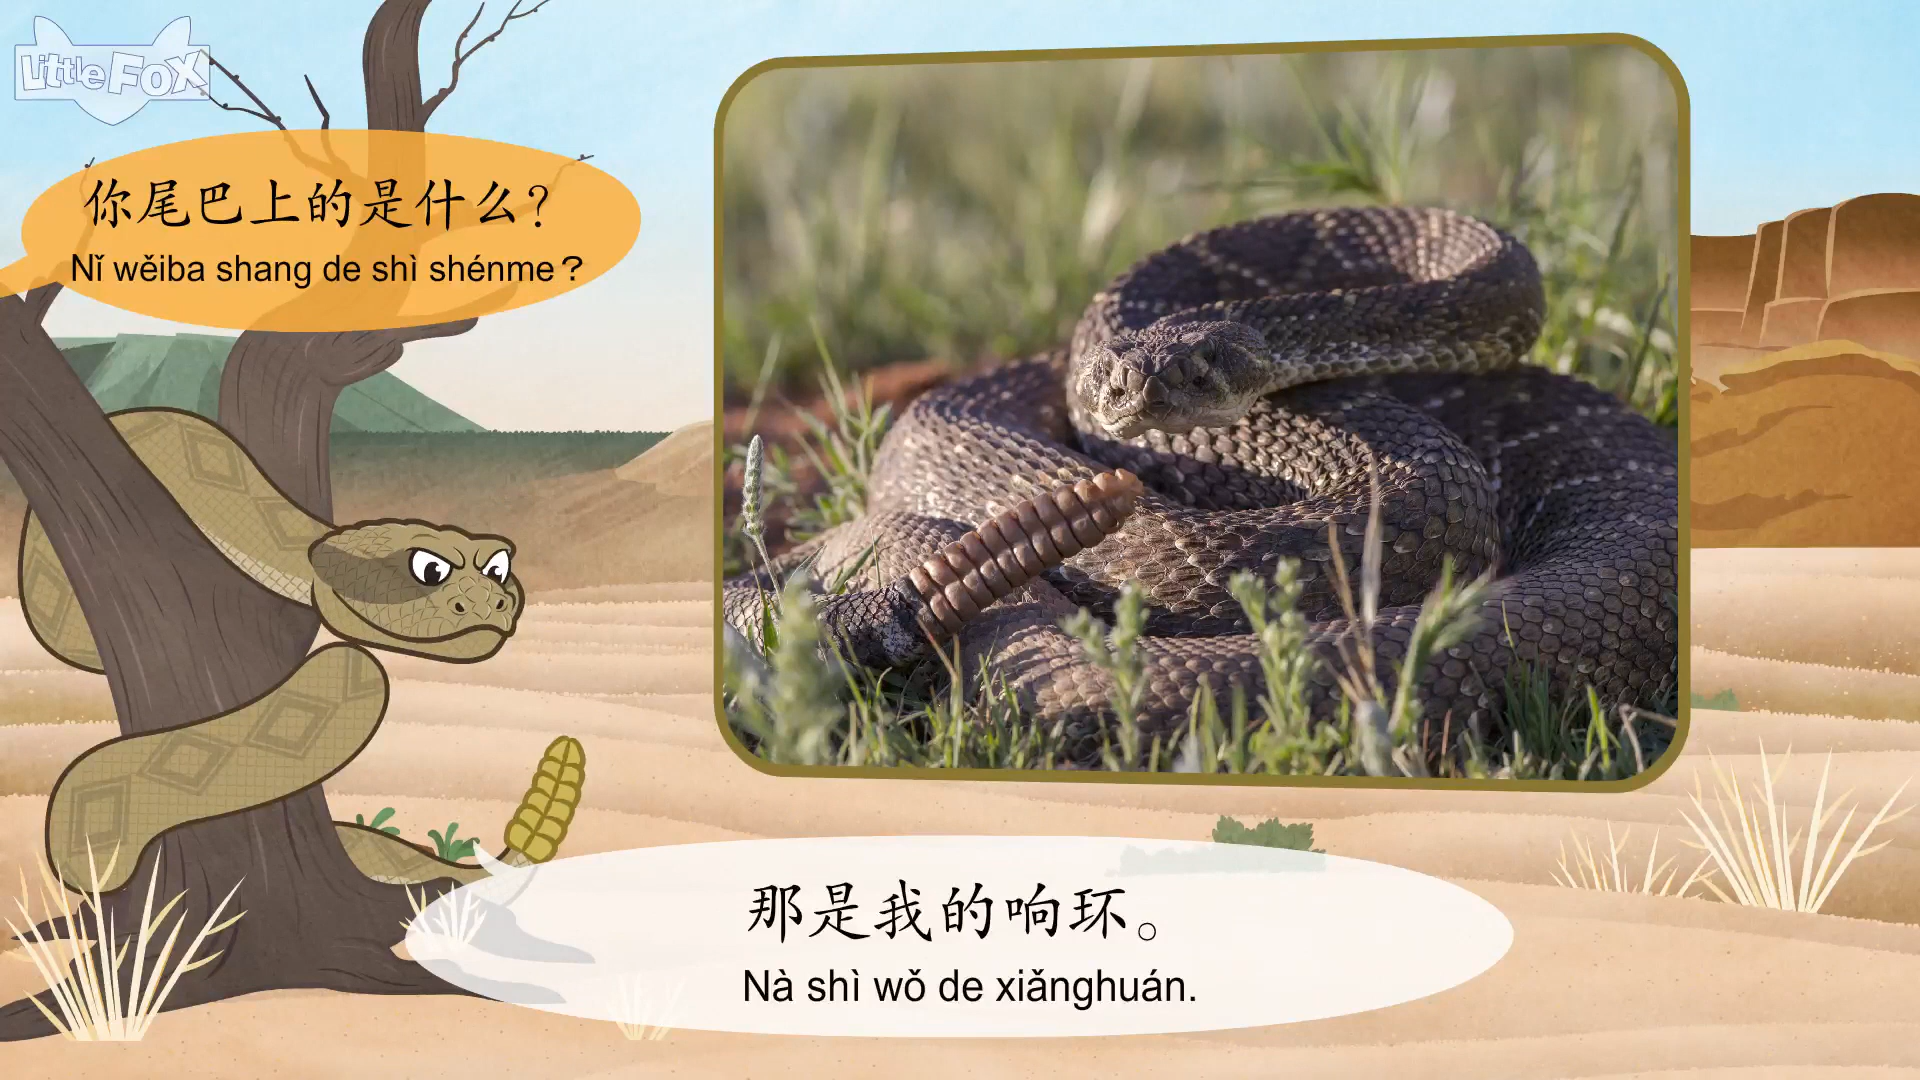 Little Fox
你尾巴上的是什么？
Nǐ wěiba shang de shì shénme？
那是我的响环。
Nà shì wǒ de xiǎnghuán.